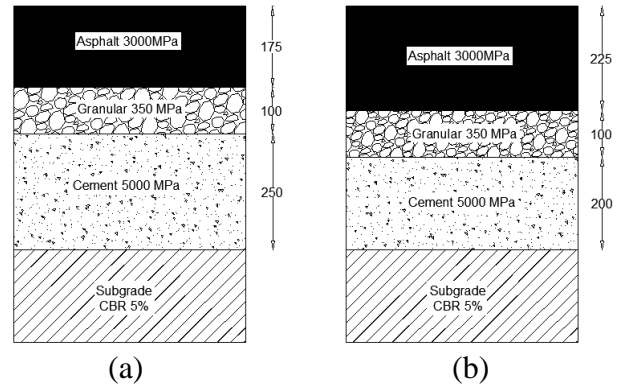 Asphalt 3000MPa
175
Granular 350 MPa
100
Cement 5000 MPa
250
Subgrade
CBR 5%
(a)
Asphalt 3000MPa
225
Granular 350 MPa
100
Cement 5000 MPa
200
Subgrade
CBR 5%
(b)